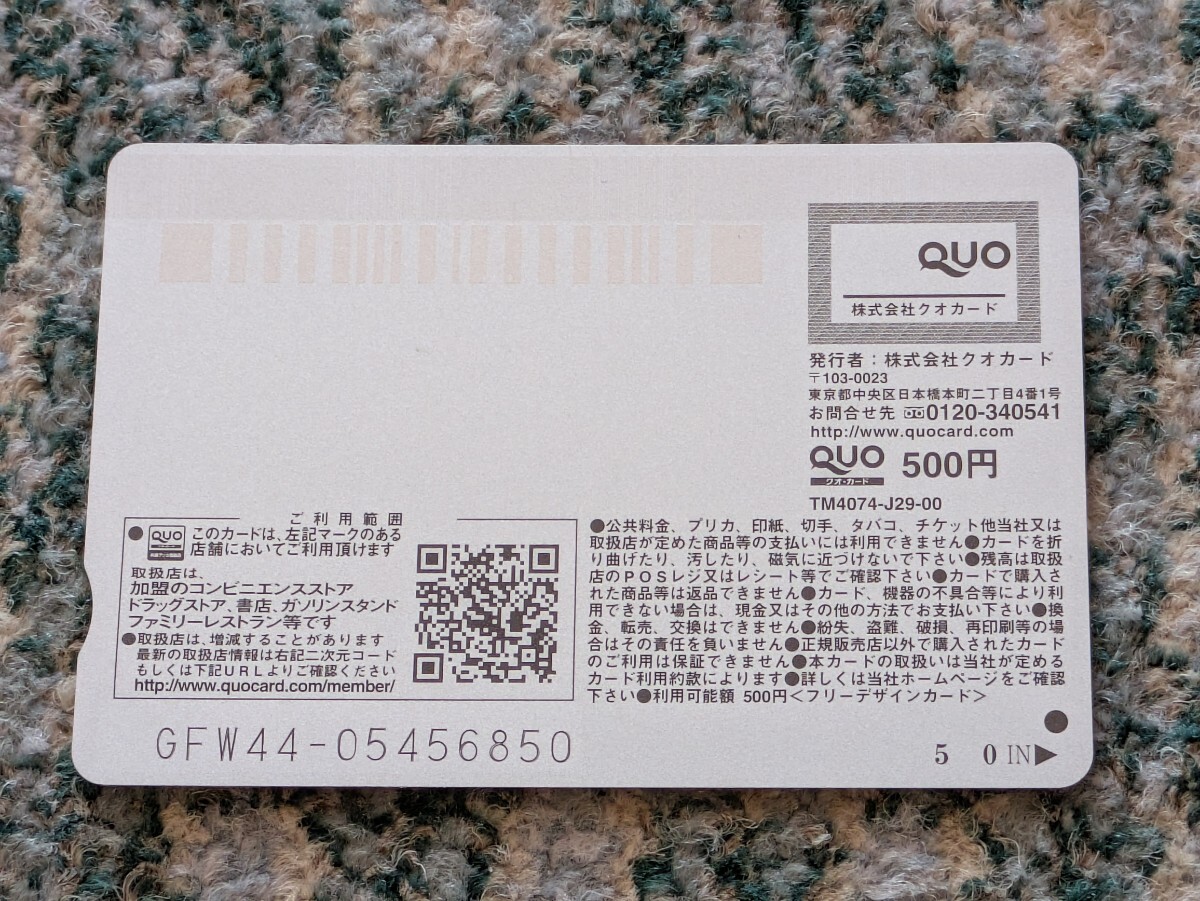 QUO
株式会社クオカード
発行者：株式会社クオカード
〒103-0023
東京都中央区日本橋本町二丁目4番1号
お問合せ先 0120-340541
http://www.quocard.com
QUO 500円
クオ・カード
TM4074-J29-00
ご利用範囲
●QUO このカードは、左記マークのある
店舗においてご利用頂けます
取扱店は、
加盟のコンビニエンスストア
ドラッグストア、書店、ガソリンスタンド
ファミリーレストラン等です
●取扱店は、増減することがあります
最新の取扱店情報は右記二次元コード
もしくは下記URLよりご確認ください
http://www.quocard.com/member/
●公共料金、プリカ、印紙、切手、タバコ、チケット他当社又は
取扱店が定めた商品等の支払いには利用できません●カードを折
り曲げたり、汚したり、磁気に近づけないで下さい●残高は取扱
店のPOSレジ又はレシート等でご確認下さい●カードで購入さ
れた商品等は返品できません●カード、機器の不具合等により利
用できない場合は、現金又はその他の方法でお支払い下さい●換
金、転売、交換はできません●紛失、盗難、破損、再印刷等の場
合はその責任を負いません●正規販売店以外で購入されたカード
のご利用は保証できません●本カードの取扱いは当社が定める
カード利用約款によります●詳しくは当社ホームページをご確認
下さい●利用可能額 500円＜フリーデザインカード＞
GFW44-05456850
5 0 IN▶